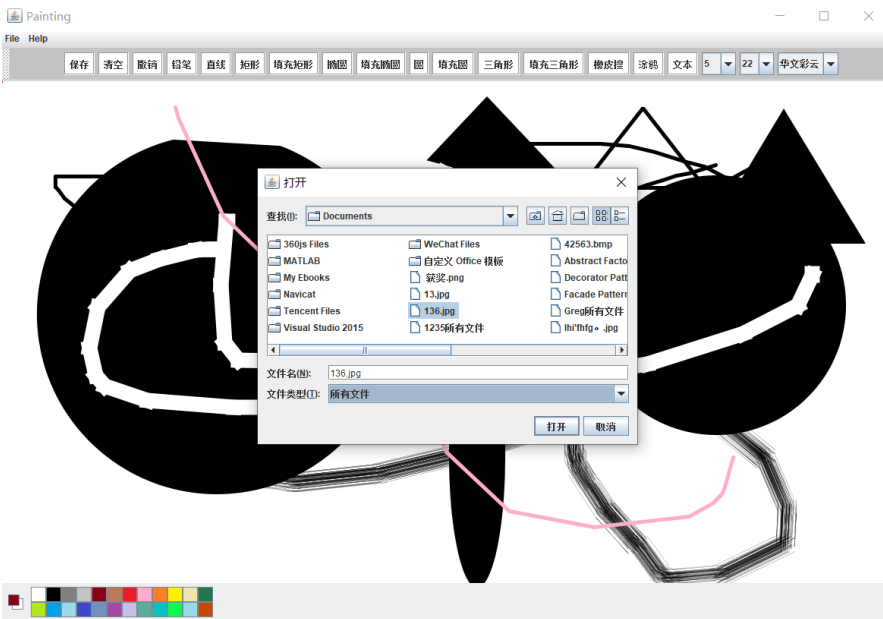 Painting
File Help
保存 清空 撤销 铅笔 直线 矩形 填充矩形 椭圆 填充椭圆 圆 填充圆 三角形 填充三角形 橡皮擦 涂鸦 文本 5 22 华文彩云
打开
查找(I): Documents
360js Files WeChat Files 42563.bmp
MATLAB 自定义 Office 模板 Abstract Facto
My Ebooks 获奖.png Decorator Patt
Navicat 13.jpg Facade Pattern
Tencent Files 136.jpg Greg所有文件
Visual Studio 2015 1235所有文件 lhi'fhfg。.jpg
文件名(N): 136.jpg
文件类型(T): 所有文件
打开 取消